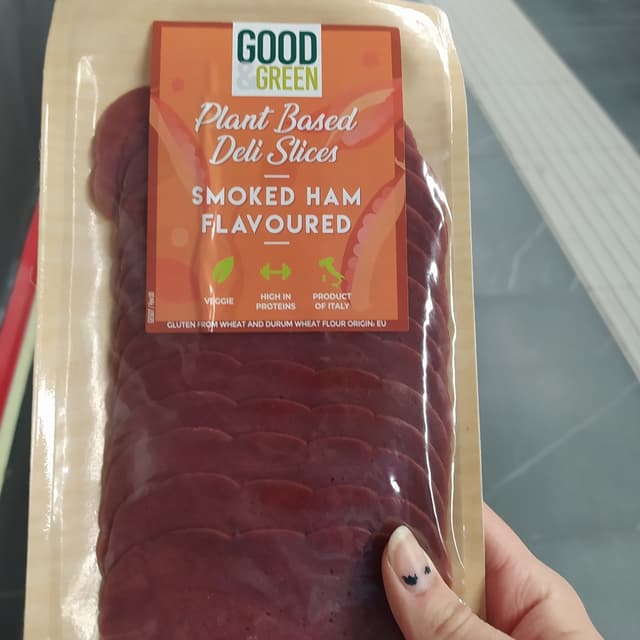 GOOD
&GREEN
Plant Based
Deli Slices
SMOKED HAM
FLAVOURED
VEGGIE
HIGH IN
PROTEINS
PRODUCT
OF ITALY
GLUTEN FROM WHEAT AND DURUM WHEAT FLOUR ORIGIN: EU